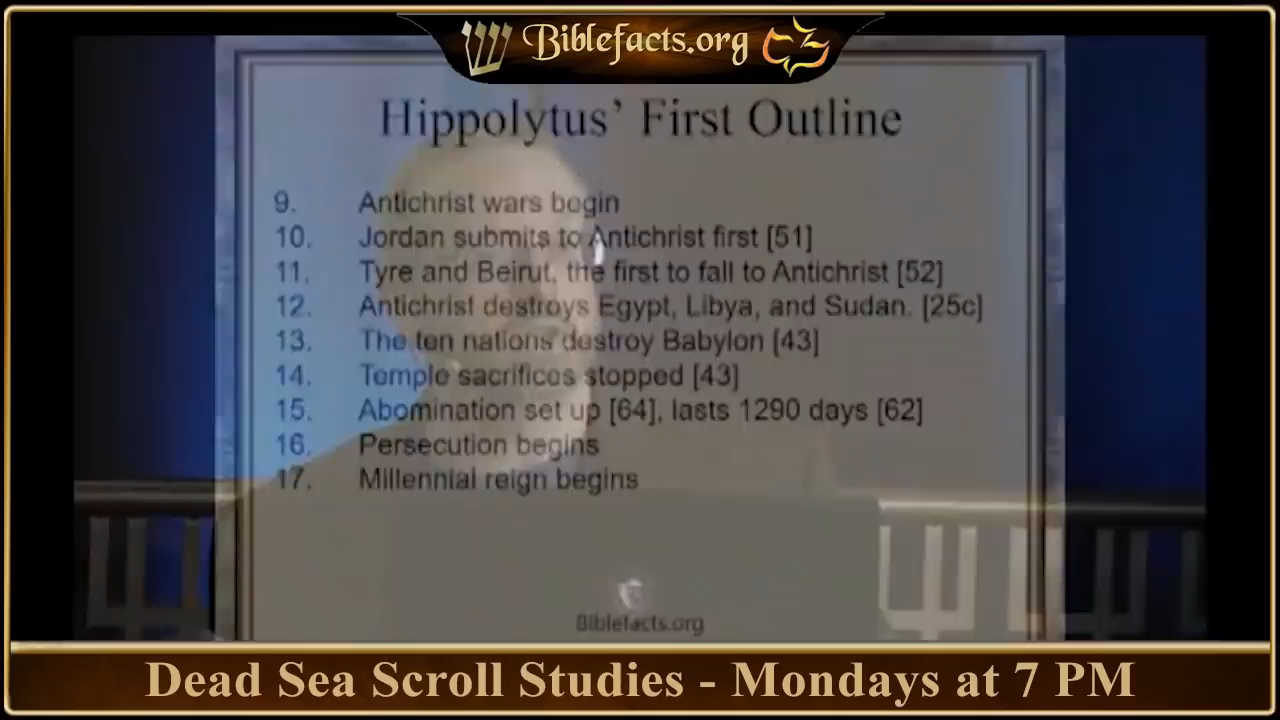 Biblefacts.org
Hippolytus' First Outline
9. Antichrist wars begin
10. Jordan submits to Antichrist first [51]
11. Tyre and Beirut, the first to fall to Antichrist [52]
12. Antichrist destroys Egypt, Libya, and Sudan. [25c]
13. The ten nations destroy Babylon [43]
14. Temple sacrifices stopped [43]
15. Abomination set up [64], lasts 1290 days [62]
16. Persecution begins
17. Millennial reign begins
Biblefacts.org
Dead Sea Scroll Studies - Mondays at 7 PM